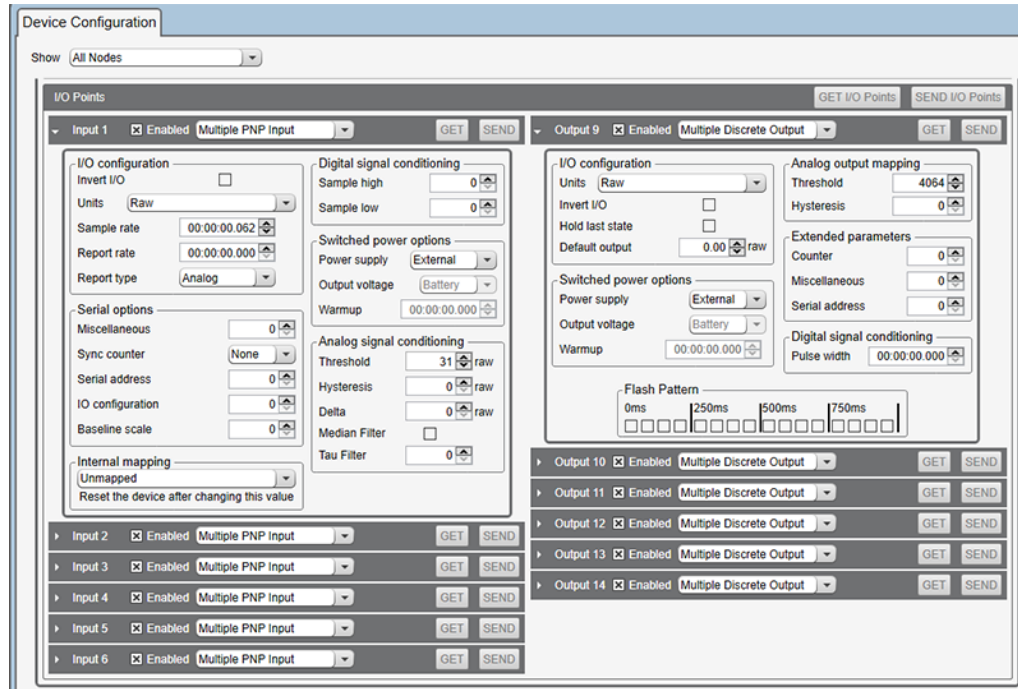 Device Configuration
Show All Nodes
I/O Points GET I/O Points SEND I/O Points
Input 1 Enabled Multiple PNP Input GET SEND
I/O configuration
Invert I/O
Units Raw
Sample rate 00:00:00.062
Report rate 00:00:00.000
Report type Analog
Serial options
Miscellaneous 0
Sync counter None
Serial address 0
IO configuration 0
Baseline scale 0
Internal mapping
Unmapped
Reset the device after changing this value
Digital signal conditioning
Sample high 0
Sample low 0
Switched power options
Power supply External
Output voltage Battery
Warmup 00:00:00.000
Analog signal conditioning
Threshold 31 raw
Hysteresis 0 raw
Delta 0 raw
Median Filter
Tau Filter 0
Input 2 Enabled Multiple PNP Input GET SEND
Input 3 Enabled Multiple PNP Input GET SEND
Input 4 Enabled Multiple PNP Input GET SEND
Input 5 Enabled Multiple PNP Input GET SEND
Input 6 Enabled Multiple PNP Input GET SEND
Output 9 Enabled Multiple Discrete Output GET SEND
I/O configuration
Units Raw
Invert I/O
Hold last state
Default output 0.00 raw
Switched power options
Power supply External
Output voltage Battery
Warmup 00:00:00.000
Analog output mapping
Threshold 4064
Hysteresis 0
Extended parameters
Counter 0
Miscellaneous 0
Serial address 0
Digital signal conditioning
Pulse width 00:00:00.000
Flash Pattern
0ms 250ms 500ms 750ms
Output 10 Enabled Multiple Discrete Output GET SEND
Output 11 Enabled Multiple Discrete Output GET SEND
Output 12 Enabled Multiple Discrete Output GET SEND
Output 13 Enabled Multiple Discrete Output GET SEND
Output 14 Enabled Multiple Discrete Output GET SEND